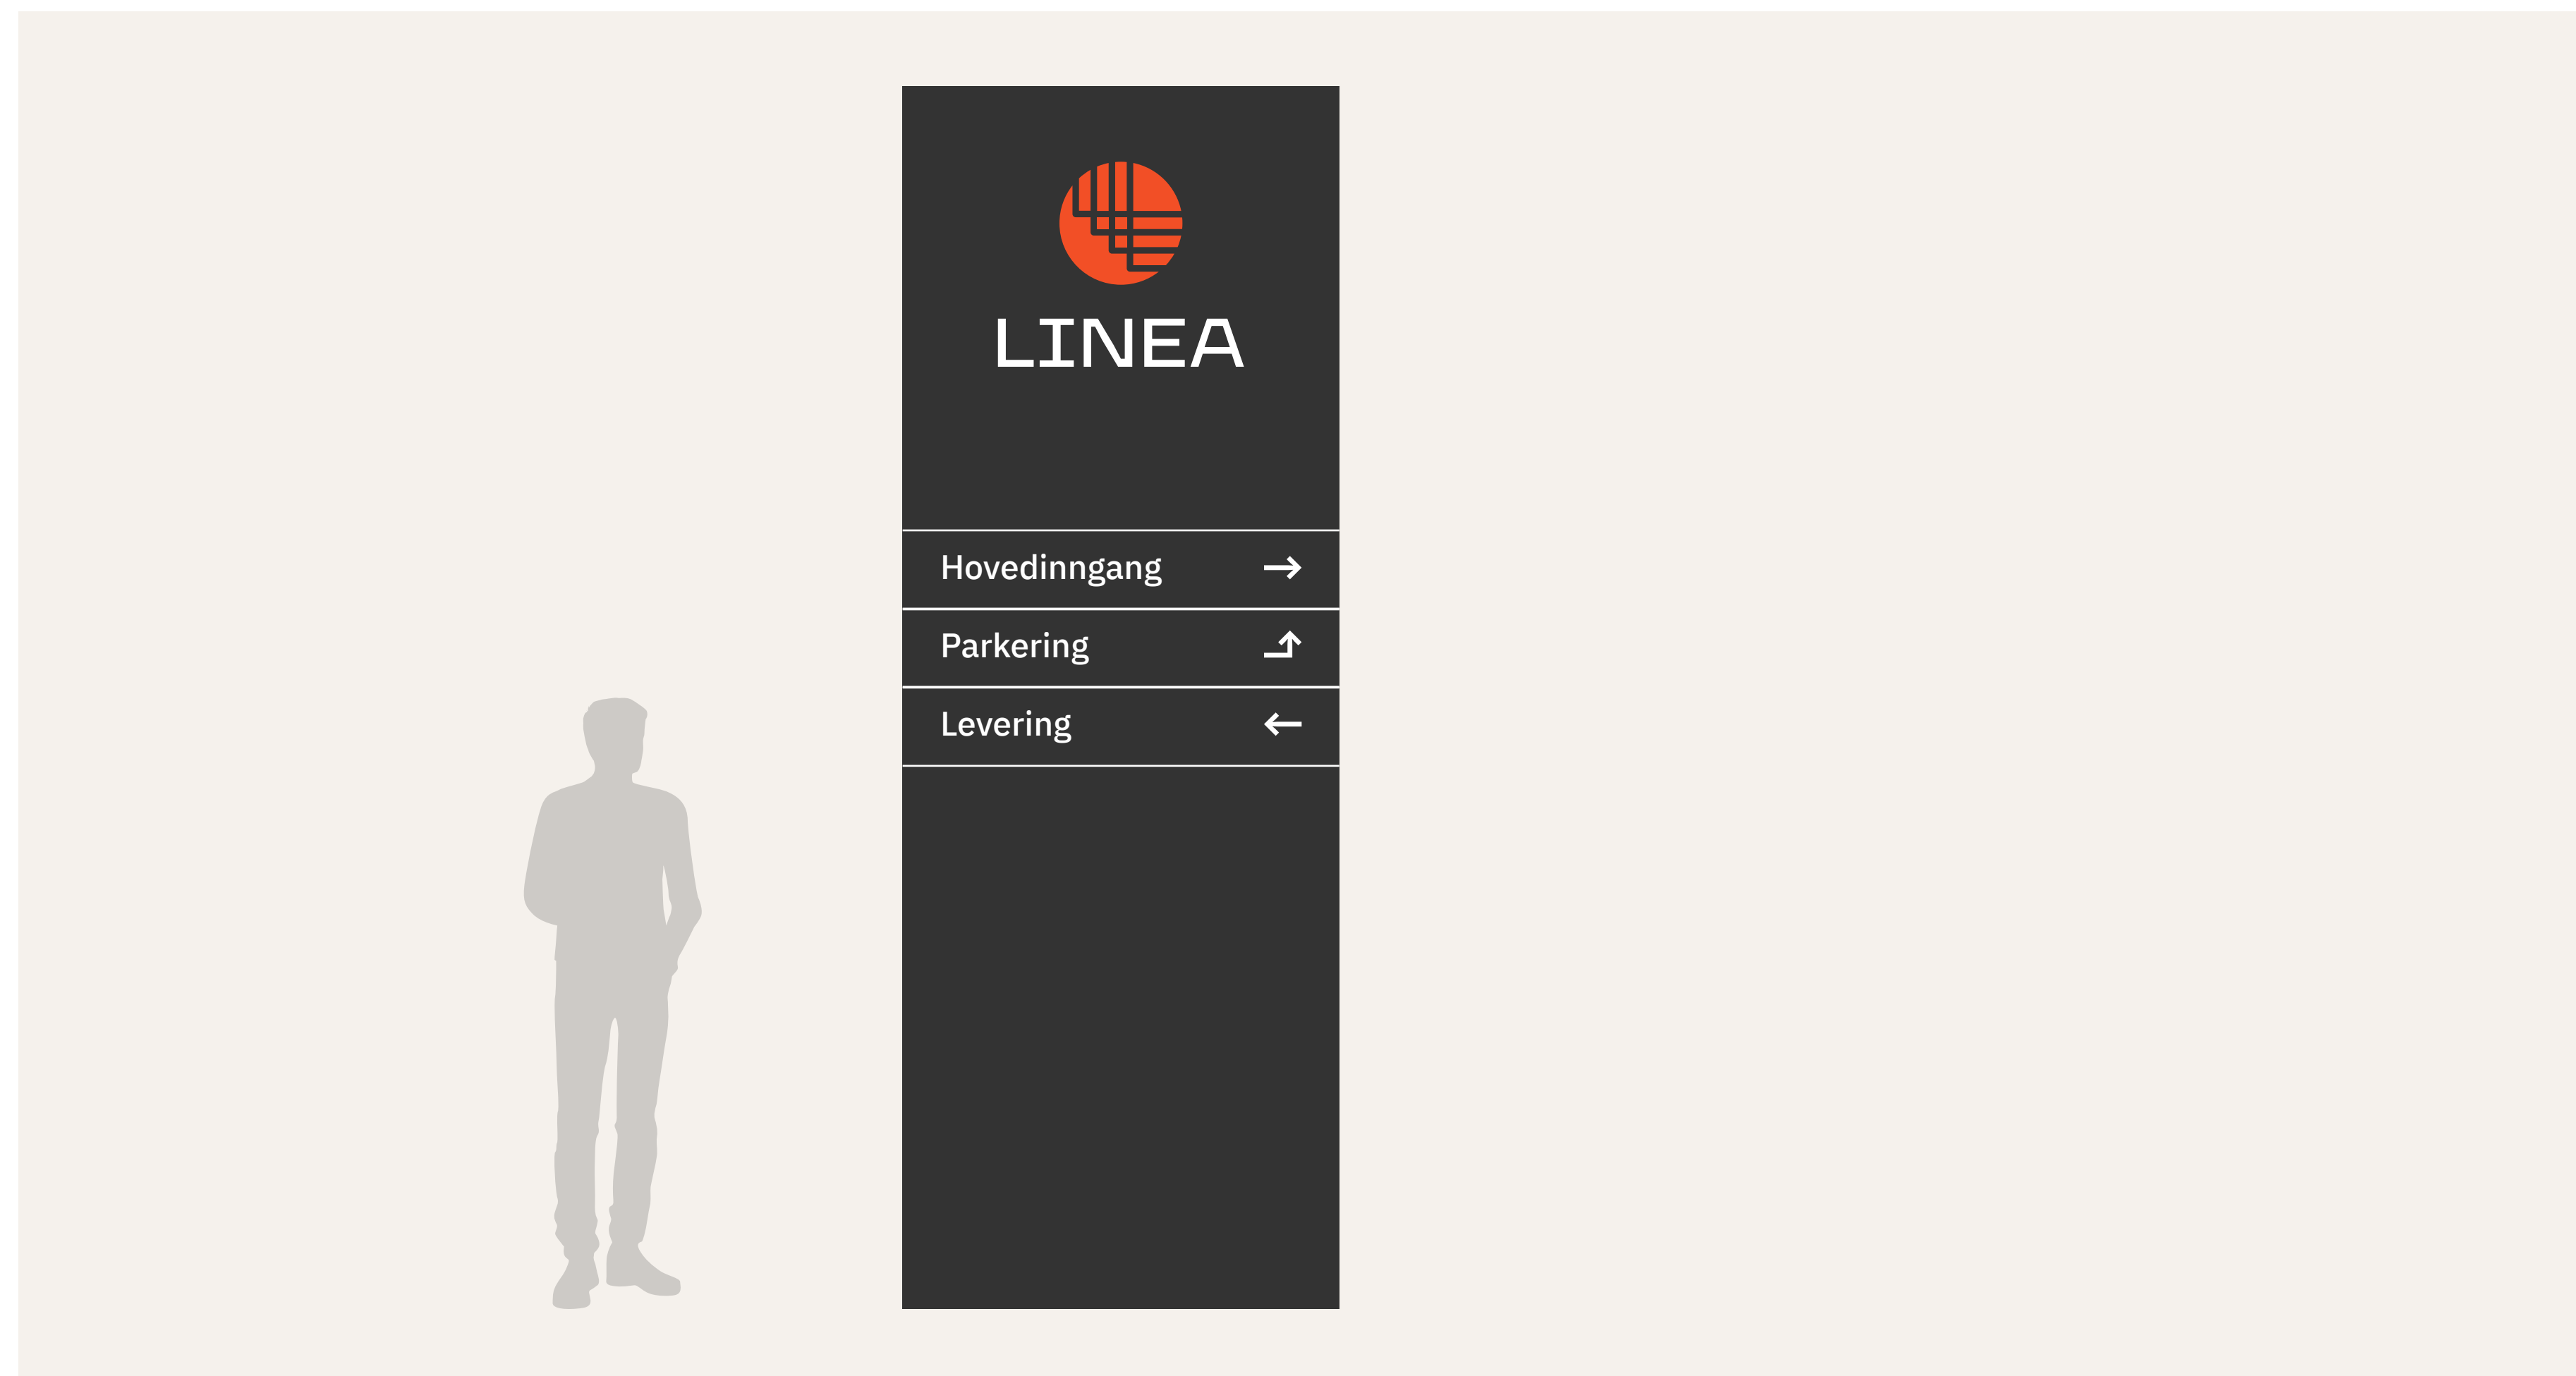 LINEA
Hovedinngang →
Parkering ⮥
Levering ←